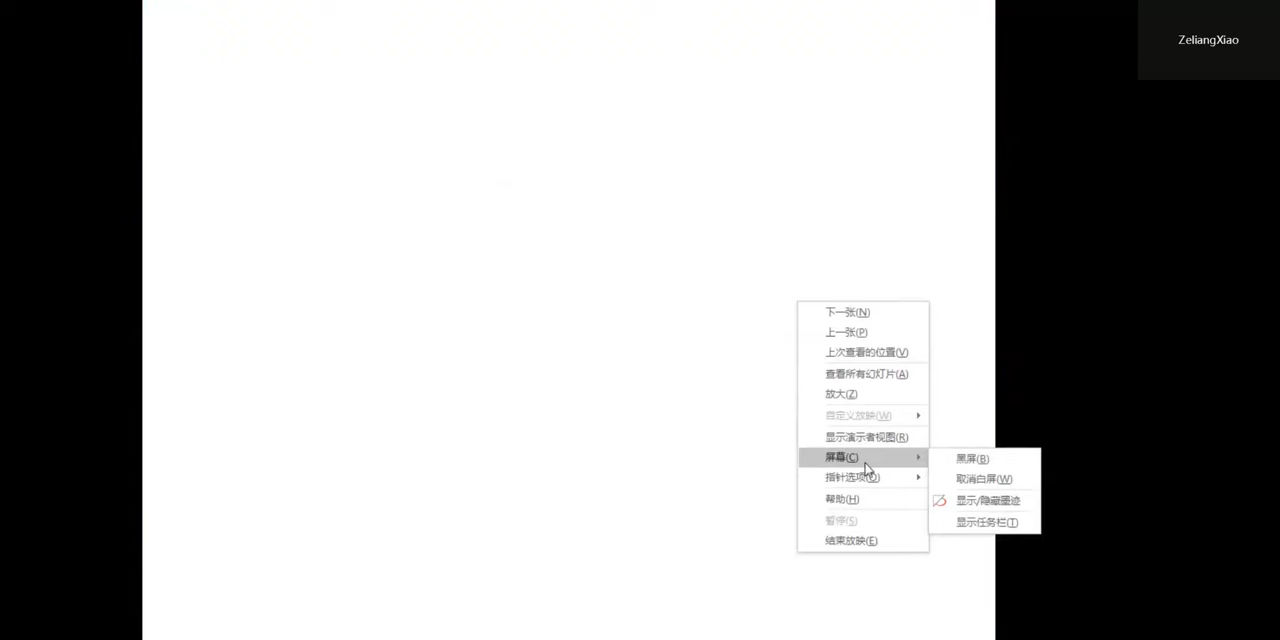 ZeliangXiao
下一张(N)
上一张(P)
上次查看的位置(V)
查看所有幻灯片(A)
放大(Z)
自定义放映(W)
显示演示者视图(R)
屏幕(C)
指针选项(O)
帮助(H)
暂停(S)
结束放映(E)
黑屏(B)
取消白屏(W)
显示/隐藏墨迹
显示任务栏(T)